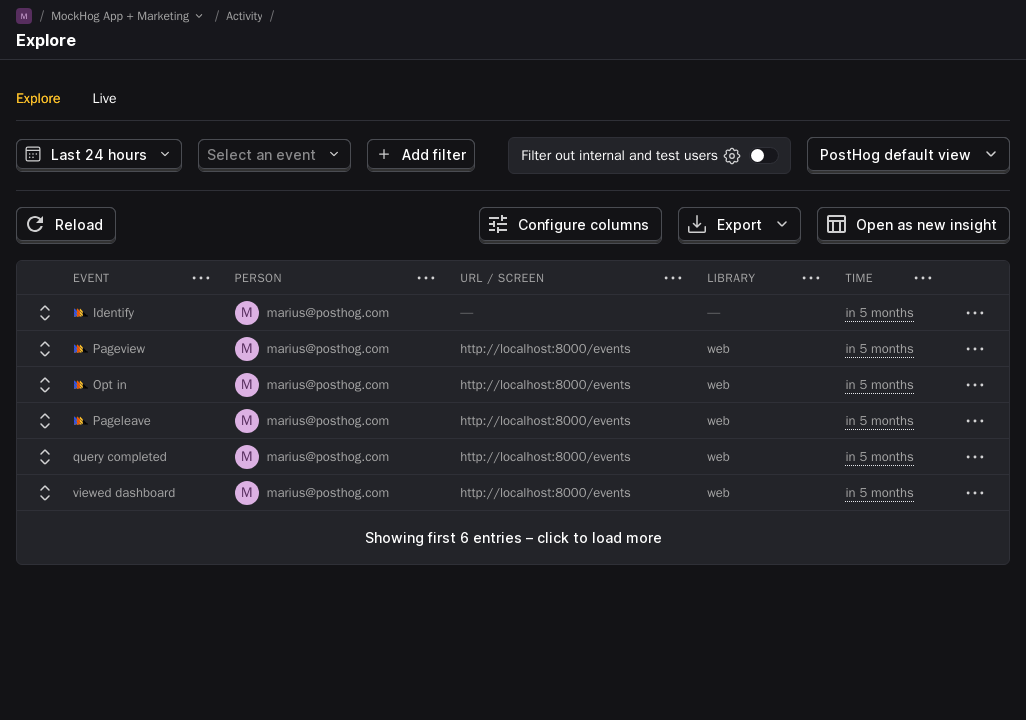 M / MockHog App + Marketing / Activity /
Explore
Explore Live
Last 24 hours Select an event Add filter Filter out internal and test users PostHog default view
Reload Configure columns Export Open as new insight
EVENT PERSON URL / SCREEN LIBRARY TIME
Identify M marius@posthog.com — — in 5 months
Pageview M marius@posthog.com http://localhost:8000/events web in 5 months
Opt in M marius@posthog.com http://localhost:8000/events web in 5 months
Pageleave M marius@posthog.com http://localhost:8000/events web in 5 months
query completed M marius@posthog.com http://localhost:8000/events web in 5 months
viewed dashboard M marius@posthog.com http://localhost:8000/events web in 5 months
Showing first 6 entries – click to load more